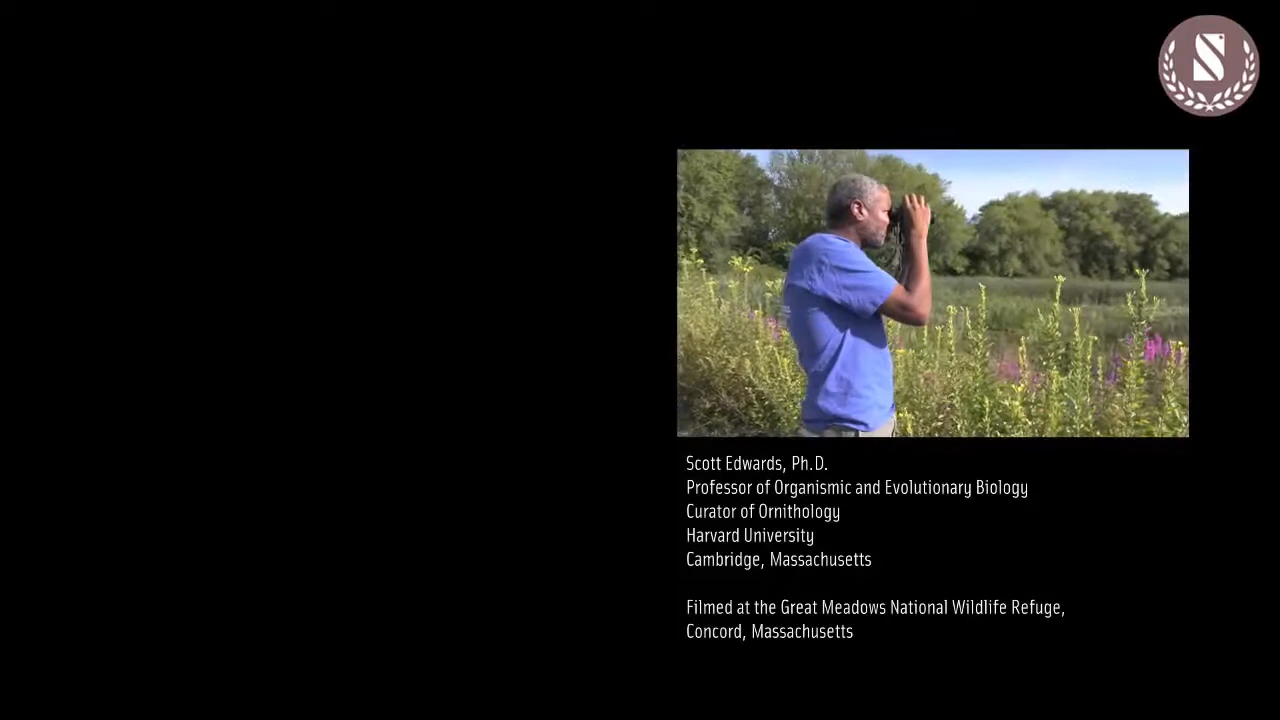 Scott Edwards, Ph.D.
Professor of Organismic and Evolutionary Biology
Curator of Ornithology
Harvard University
Cambridge, Massachusetts
Filmed at the Great Meadows National Wildlife Refuge,
Concord, Massachusetts